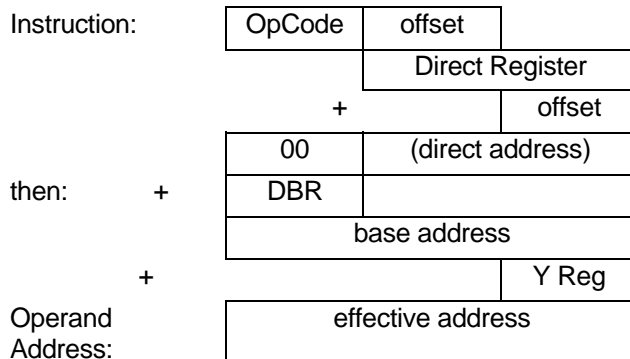 Instruction: OpCode offset
Direct Register
+ offset
00 (direct address)
then: + DBR
base address
+ Y Reg
Operand effective address
Address: